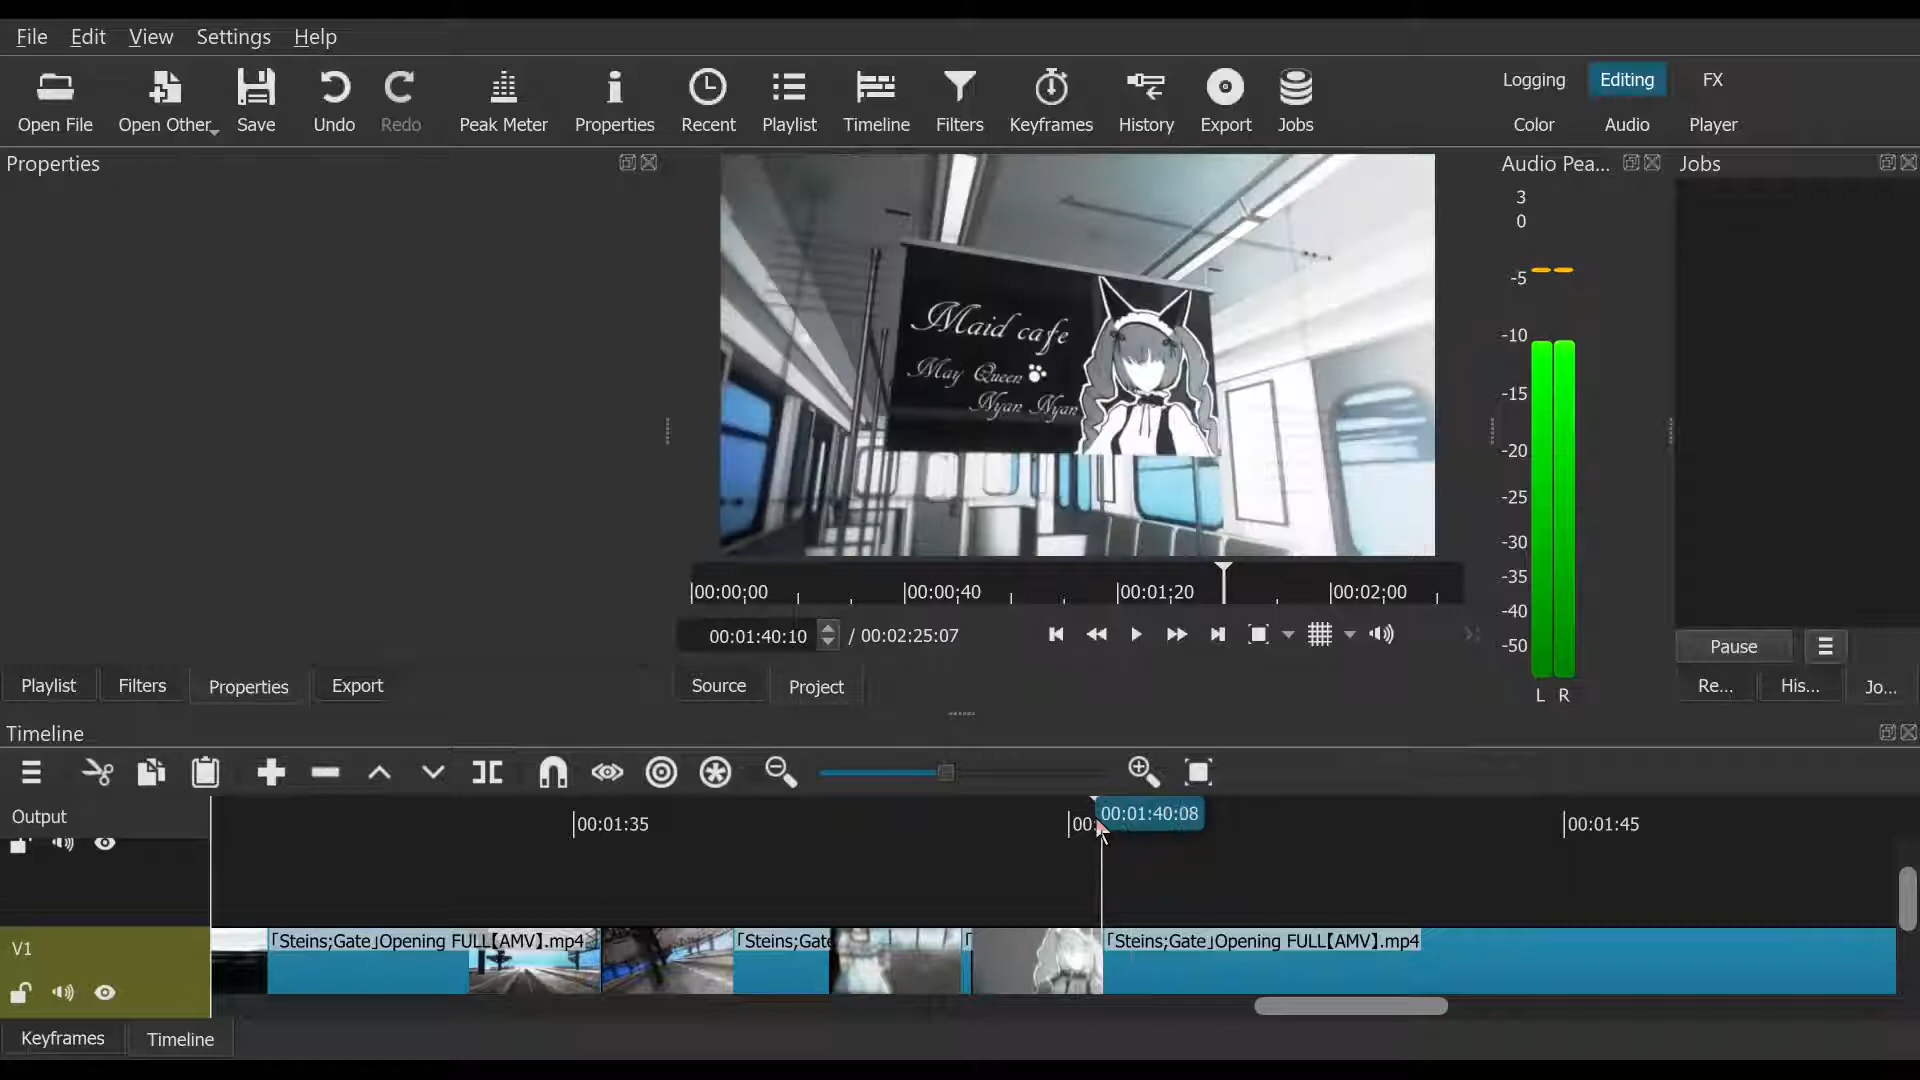 File Edit View Settings Help
Open File Open Other... Save Undo Redo Peak Meter Properties Recent Playlist Timeline Filters Keyframes History Export Jobs
Logging Editing FX
Color Audio Player
Properties
Audio Pea... Jobs
Maid cafe
May Queen
Nyan Nyan
3
0
-5
-10
-15
-20
-25
-30
-35
-40
-50
L R
00:00:00 00:00:40 00:01:20 00:02:00
00:01:40:10 / 00:02:25:07
Pause
Playlist Filters Properties Export
Source Project
Re... His... Jo...
Timeline
Output
00:01:35 00: 00:01:40:08 00:01:45
V1
「Steins;Gate」Opening FULL【AMV】.mp4 「Steins;Gate 「 「Steins;Gate」Opening FULL【AMV】.mp4
Keyframes Timeline